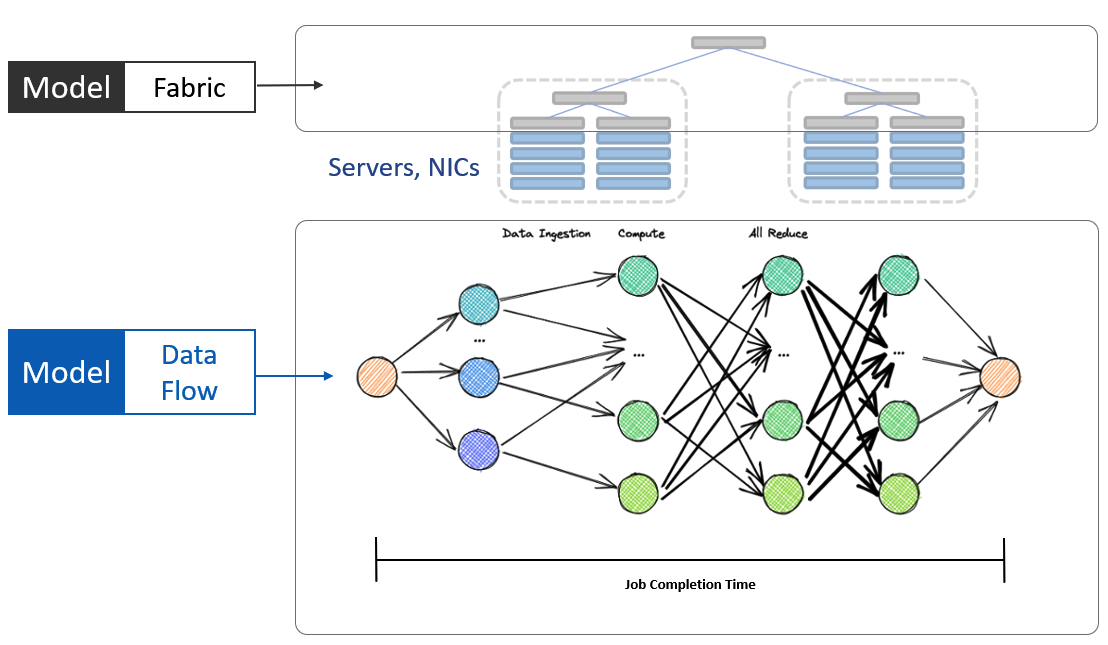 Model Fabric
Servers, NICs
Data Ingestion Compute All Reduce
...
... ... ...
Model Data
Flow
Job Completion Time